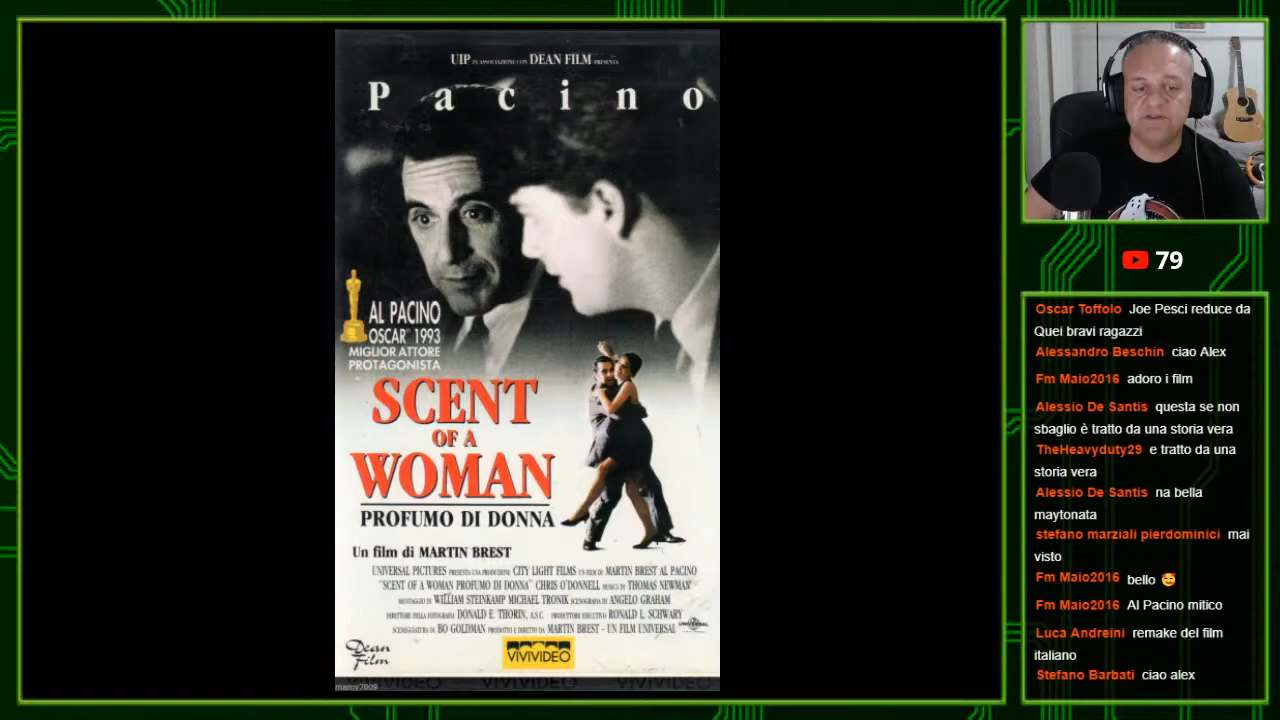 UIP IN ASSOCIAZIONE CON DEAN FILM PRESENTA
Pacino
AL PACINO
OSCAR 1993
MIGLIOR ATTORE
PROTAGONISTA
SCENT
OF A
WOMAN
PROFUMO DI DONNA
Un film di MARTIN BREST
UNIVERSAL PICTURES PRESENTA UNA PRODUZIONE CITY LIGHT FILMS UN FILM DI MARTIN BREST AL PACINO
"SCENT OF A WOMAN PROFUMO DI DONNA" CHRIS O'DONNELL MUSICA DI THOMAS NEWMAN
MONTAGGIO DI WILLIAM STEINKAMP MICHAEL TRONIK SCENOGRAFIA DI ANGELO GRAHAM
DIRETTORE DELLA FOTOGRAFIA DONALD E. THORIN, A.S.C. PRODUTTORE ESECUTIVO RONALD L. SCHWARY
SCENEGGIATURA DI BO GOLDMAN PRODOTTO E DIRETTO DA MARTIN BREST - UN FILM UNIVERSAL
UNIVERSAL
Dean
Film
VIVIVIDEO
VIVIVIDEO VIVIVIDEO VIVIVIDEO
mamy7009
79
Oscar Toffolo Joe Pesci reduce da
Quei bravi ragazzi
Alessandro Beschin ciao Alex
Fm Maio2016 adoro i film
Alessio De Santis questa se non
sbaglio è tratto da una storia vera
TheHeavyduty29 e tratto da una
storia vera
Alessio De Santis na bella
maytonata
stefano marziali pierdominici mai
visto
Fm Maio2016 bello 🥰
Fm Maio2016 Al Pacino mitico
Luca Andreini remake del film
italiano
Stefano Barbati ciao alex